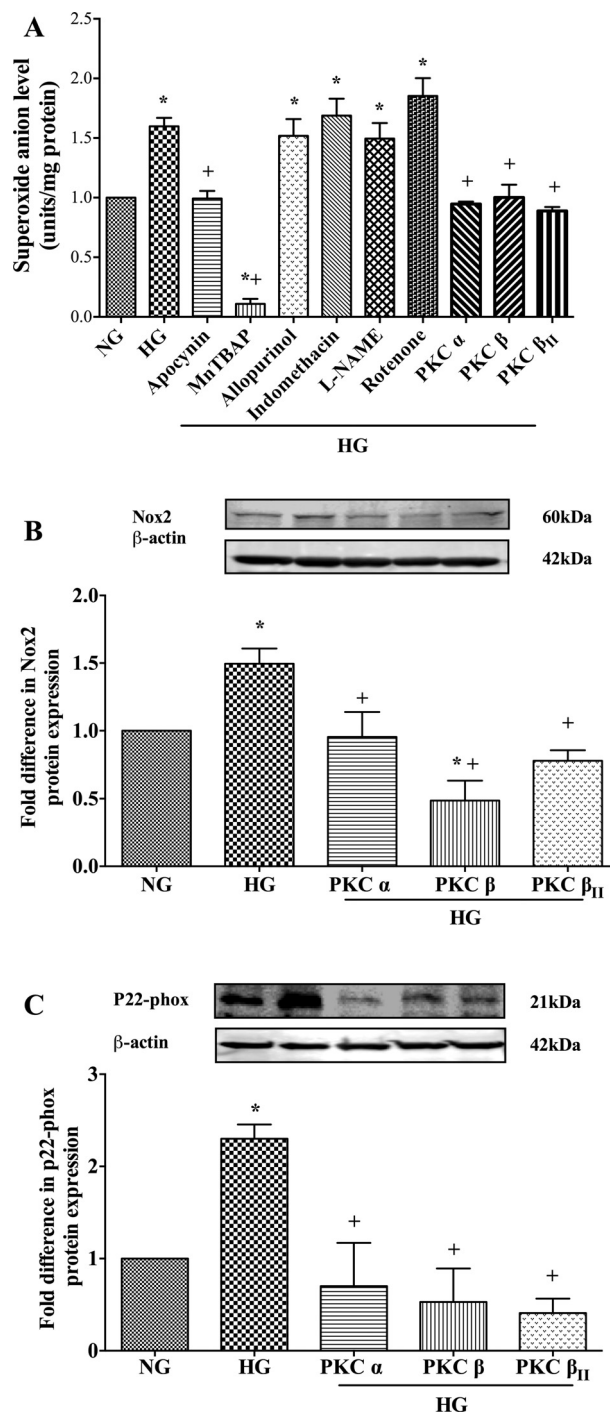 A
Superoxide anion level
(units/mg protein)
2.5
2.0
1.5
1.0
0.5
0.0
* + *+ * * * * + + +
NG HG Apocynin MnTBAP Allopurinol Indomethacin L-NAME Rotenone PKC α PKC β PKC βII
HG
B
Nox2 60kDa
β-actin 42kDa
Fold difference in Nox2
protein expression
2.0
1.5
1.0
0.5
0.0
* + * + +
NG HG PKC α PKC β PKC βII
HG
C
P22-phox 21kDa
β-actin 42kDa
Fold difference in p22-phox
protein expression
3
2
1
0
* + + +
NG HG PKC α PKC β PKC βII
HG